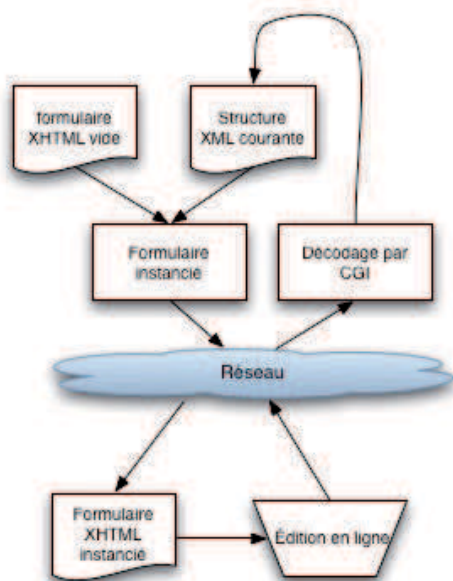 formulaire
XHTML vide
Structure
XML courante
Formulaire
instancié
Décodage par
CGI
Réseau
Formulaire
XHTML
instancié
Édition en ligne